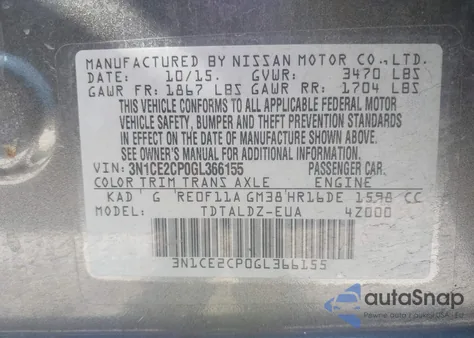 MANUFACTURED BY NISSAN MOTOR CO.,LTD.
DATE: 10/15. GVWR: 3470 LBS
GAWR FR: 1867 LBS GAWR RR: 1704 LBS
THIS VEHICLE CONFORMS TO ALL APPLICABLE FEDERAL MOTOR
VEHICLE SAFETY, BUMPER AND THEFT PREVENTION STANDARDS
IN EFFECT ON THE DATE OF MANUFACTURE SHOWN ABOVE.
SEE OWNER'S MANUAL FOR ADDITIONAL INFORMATION.
VIN: 3N1CE2CP0GL366155 PASSENGER CAR.
COLOR TRIM TRANS AXLE ENGINE
KAD' G 'RE0F11A GM38'HR16DE 1598 CC
MODEL: TDTALDZ-EUA 4Z000
3N1CE2CP0GL366155
autoSnap